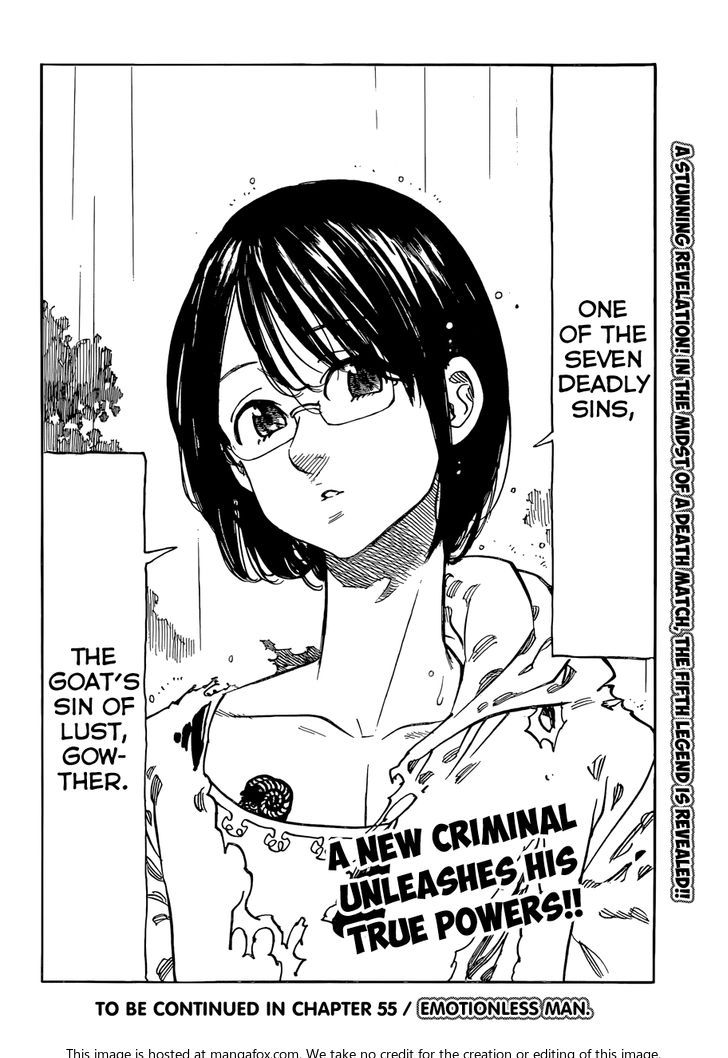 A STUNNING REVELATION! IN THE MIDST OF A DEATH MATCH, THE FIFTH LEGEND IS REVEALED!!
ONE
OF THE
SEVEN
DEADLY
SINS,
THE
GOAT'S
SIN OF
LUST,
GOW-
THER.
A NEW CRIMINAL
UNLEASHES HIS
TRUE POWERS!!
TO BE CONTINUED IN CHAPTER 55 / EMOTIONLESS MAN.
This image is hosted at mangafox.com. We take no credit for the creation or editing of this image.